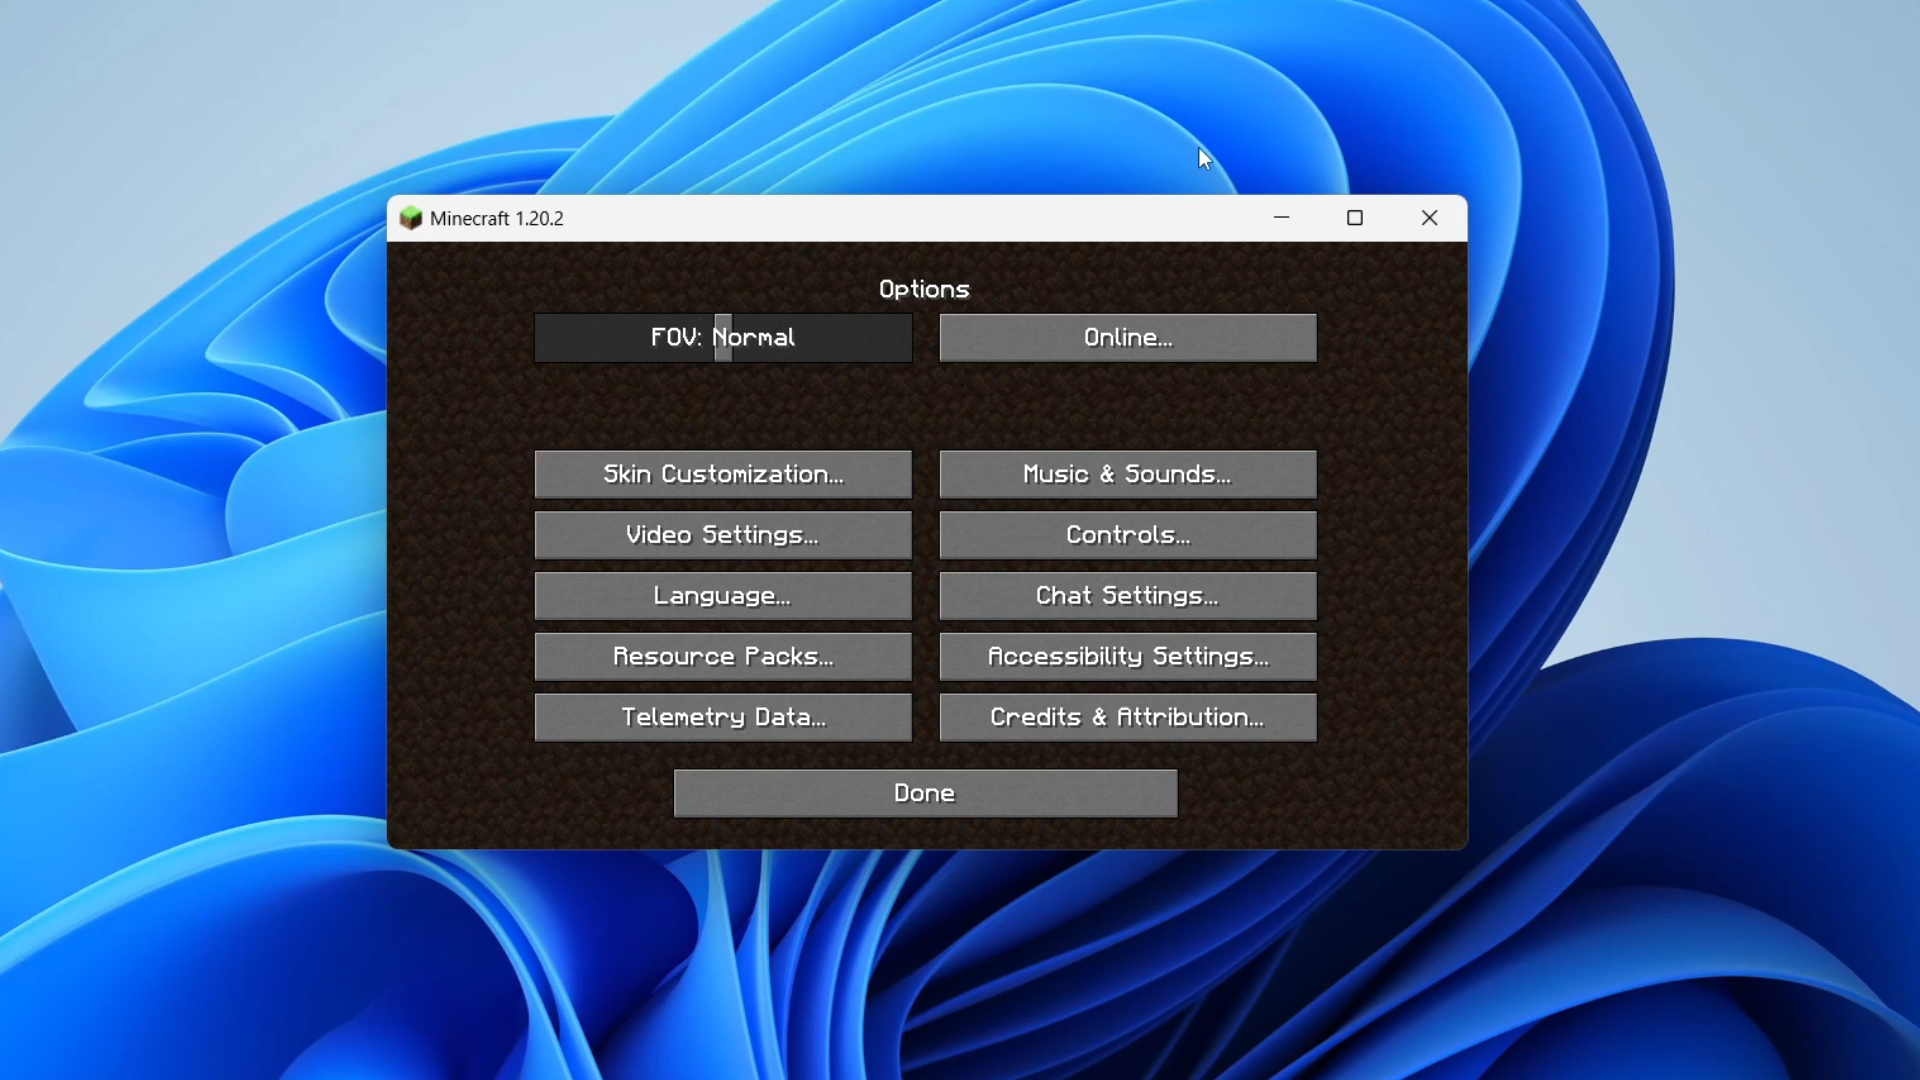 Minecraft 1.20.2
Options
FOV: Normal
Online...
Skin Customization...
Music & Sounds...
Video Settings...
Controls...
Language...
Chat Settings...
Resource Packs...
Accessibility Settings...
Telemetry Data...
Credits & Attribution...
Done